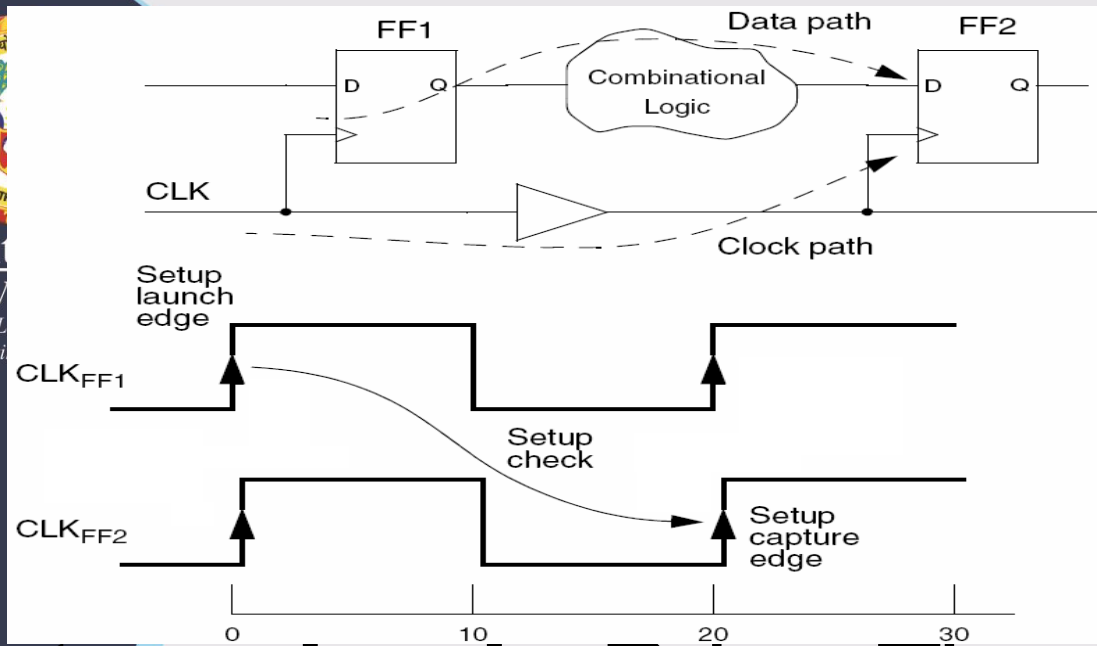 FF1
Data path
FF2
Combinational
Logic
D
Q
D
Q
CLK
Clock path
Setup
launch
edge
CLKFF1
Setup
check
CLKFF2
Setup
capture
edge
0
10
20
30